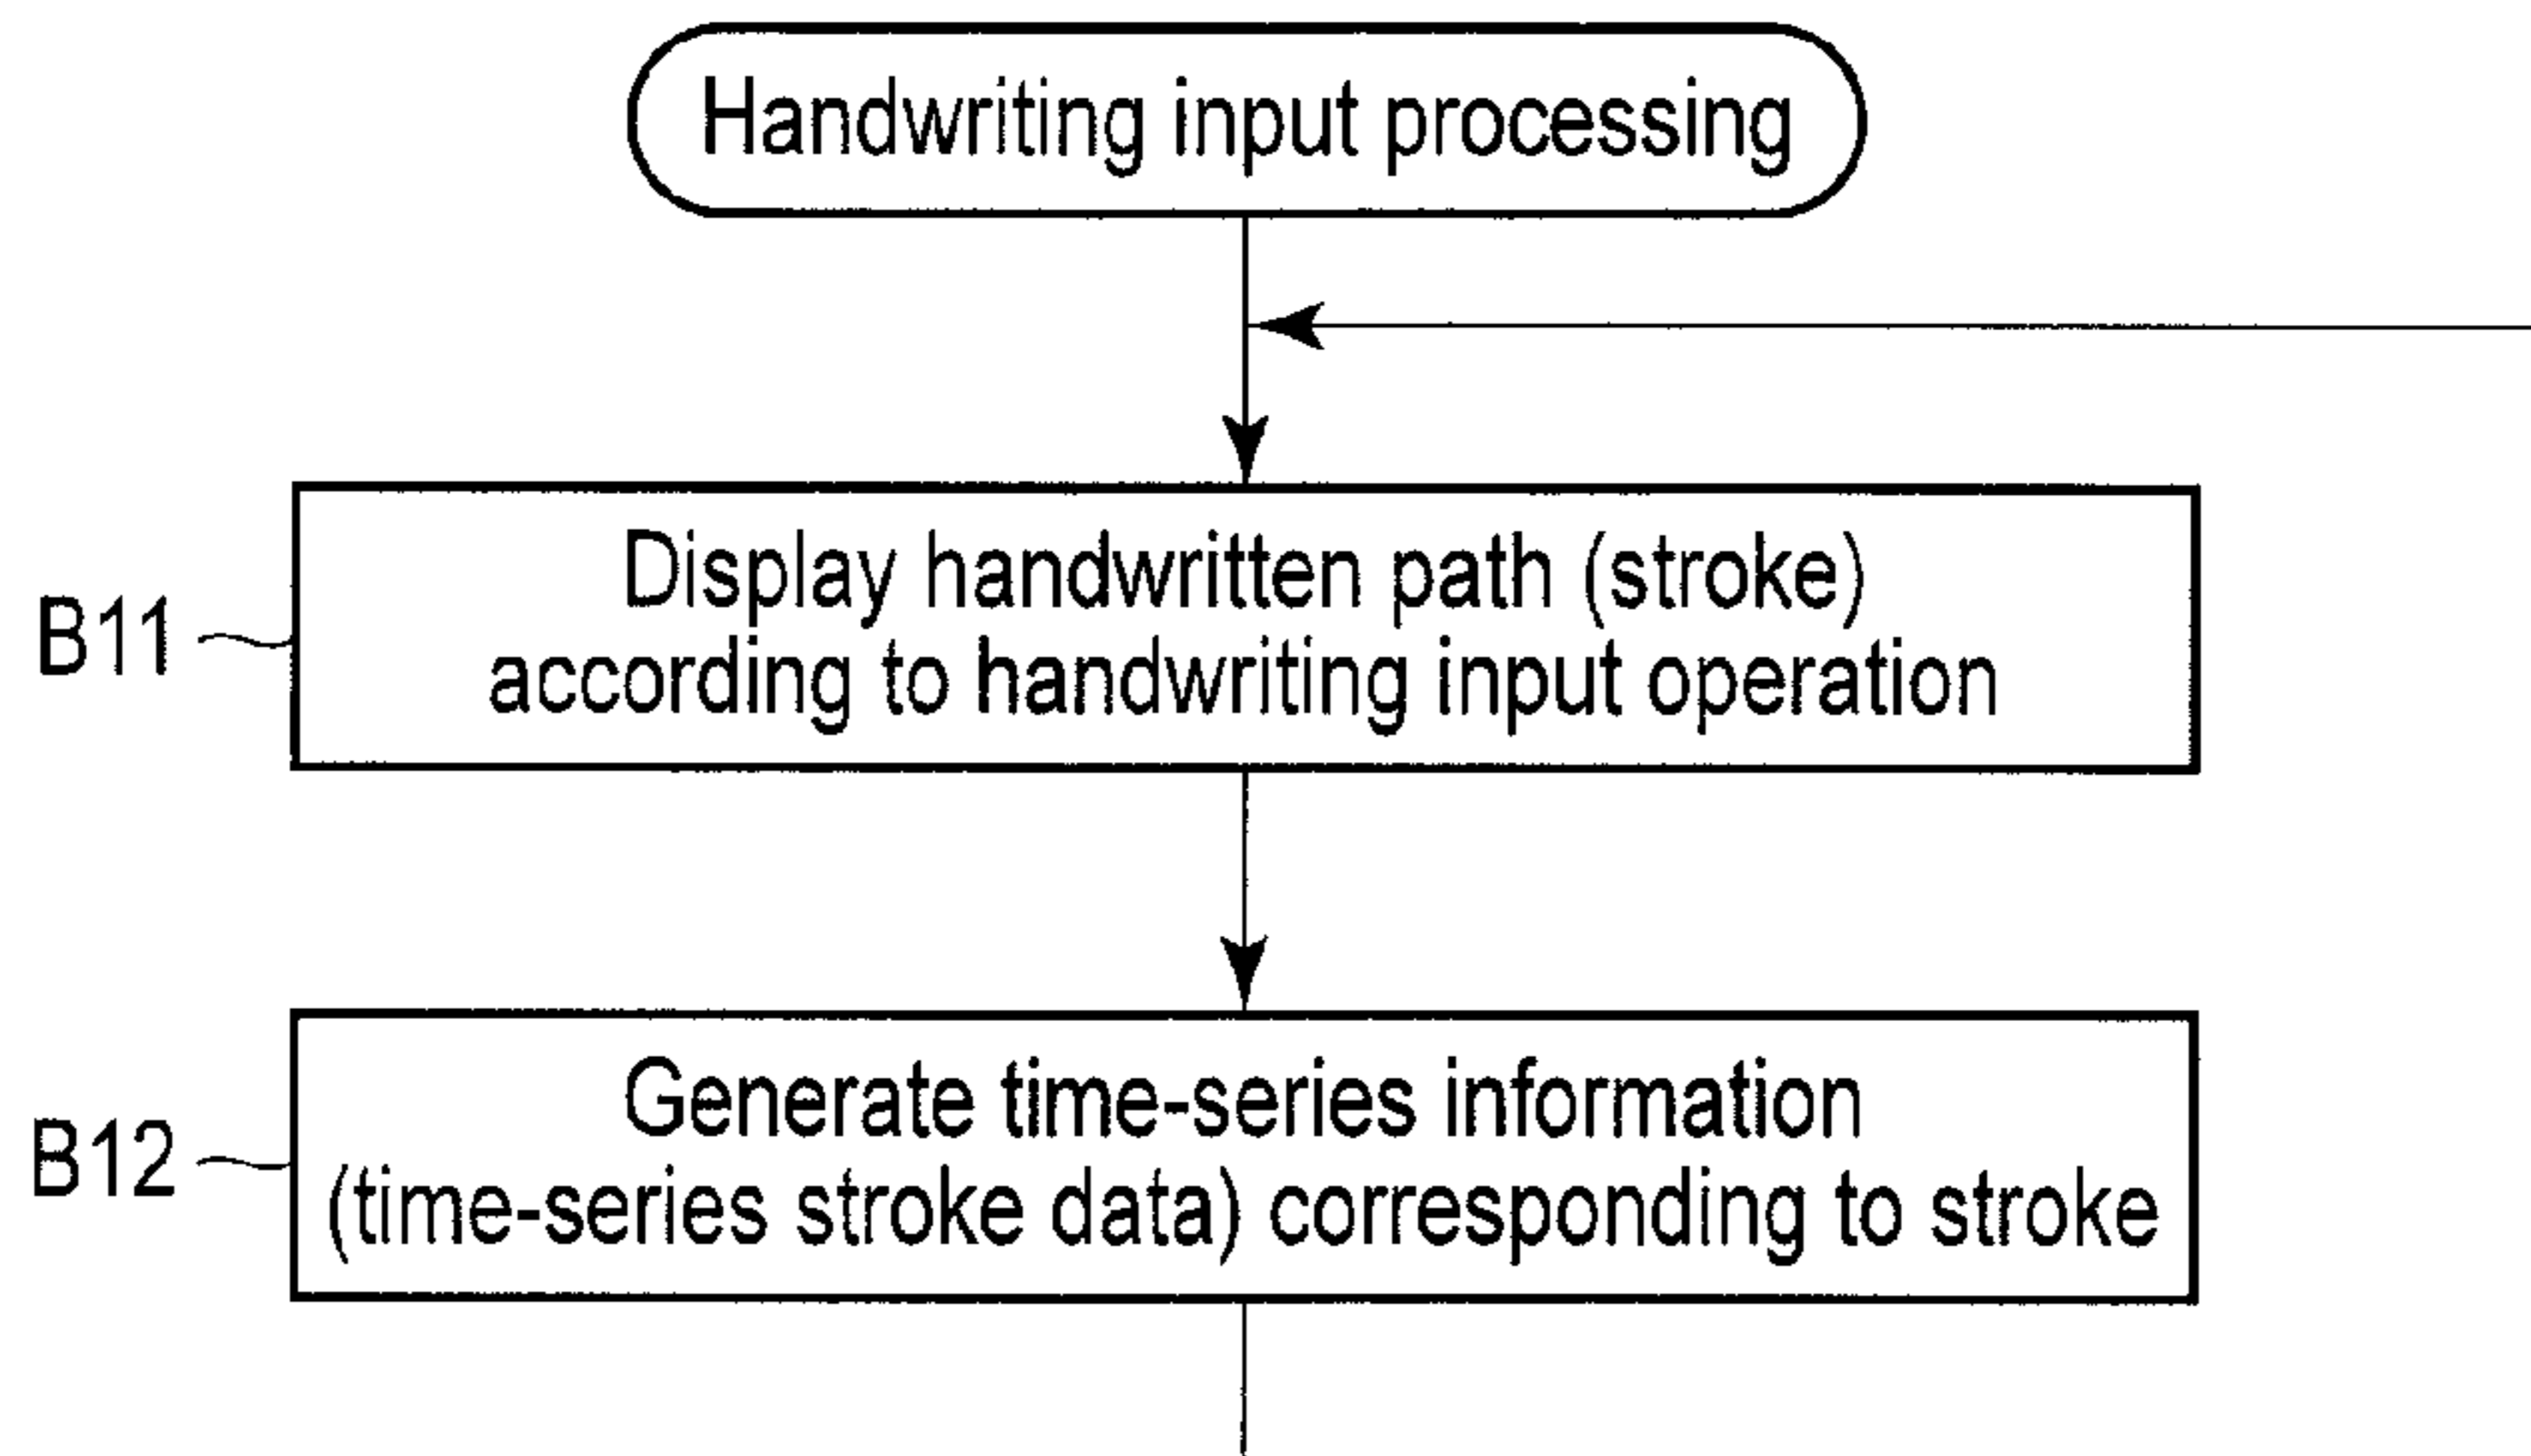 Handwriting input processing
B11
Display handwritten path (stroke)
according to handwriting input operation
B12
Generate time-series information
(time-series stroke data) corresponding to stroke